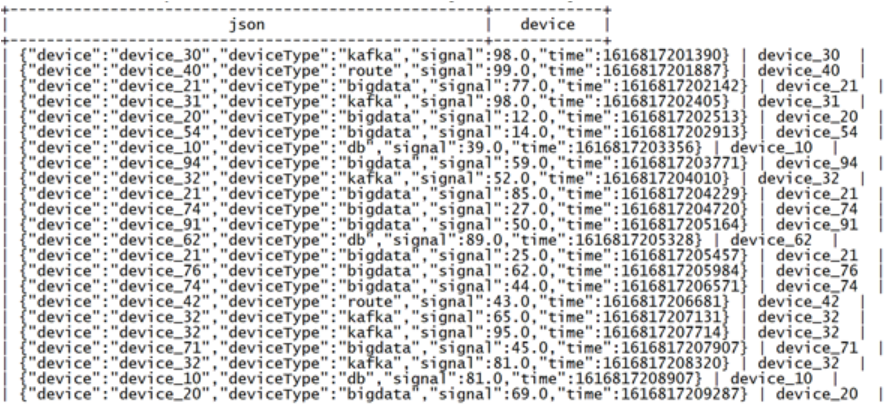 +--------------------------------------------------+-----------+
| json | device |
+--------------------------------------------------+-----------+
| {"device":"device_30","deviceType":"kafka","signal":98.0,"time":1616817201390} | device_30 |
| {"device":"device_40","deviceType":"route","signal":99.0,"time":1616817201887} | device_40 |
| {"device":"device_21","deviceType":"bigdata","signal":77.0,"time":1616817202142} | device_21 |
| {"device":"device_31","deviceType":"kafka","signal":98.0,"time":1616817202405} | device_31 |
| {"device":"device_20","deviceType":"bigdata","signal":12.0,"time":1616817202513} | device_20 |
| {"device":"device_54","deviceType":"bigdata","signal":14.0,"time":1616817202913} | device_54 |
| {"device":"device_10","deviceType":"db","signal":39.0,"time":1616817203356} | device_10 |
| {"device":"device_94","deviceType":"bigdata","signal":59.0,"time":1616817203771} | device_94 |
| {"device":"device_32","deviceType":"kafka","signal":52.0,"time":1616817204010} | device_32 |
| {"device":"device_21","deviceType":"bigdata","signal":85.0,"time":1616817204229} | device_21 |
| {"device":"device_74","deviceType":"bigdata","signal":27.0,"time":1616817204720} | device_74 |
| {"device":"device_91","deviceType":"bigdata","signal":50.0,"time":1616817205164} | device_91 |
| {"device":"device_62","deviceType":"db","signal":89.0,"time":1616817205328} | device_62 |
| {"device":"device_21","deviceType":"bigdata","signal":25.0,"time":1616817205457} | device_21 |
| {"device":"device_76","deviceType":"bigdata","signal":62.0,"time":1616817205984} | device_76 |
| {"device":"device_74","deviceType":"bigdata","signal":44.0,"time":1616817206571} | device_74 |
| {"device":"device_42","deviceType":"route","signal":43.0,"time":1616817206681} | device_42 |
| {"device":"device_32","deviceType":"kafka","signal":65.0,"time":1616817207131} | device_32 |
| {"device":"device_32","deviceType":"kafka","signal":95.0,"time":1616817207714} | device_32 |
| {"device":"device_71","deviceType":"bigdata","signal":45.0,"time":1616817207907} | device_71 |
| {"device":"device_32","deviceType":"kafka","signal":81.0,"time":1616817208320} | device_32 |
| {"device":"device_10","deviceType":"db","signal":81.0,"time":1616817208907} | device_10 |
| {"device":"device_20","deviceType":"bigdata","signal":69.0,"time":1616817209287} | device_20 |